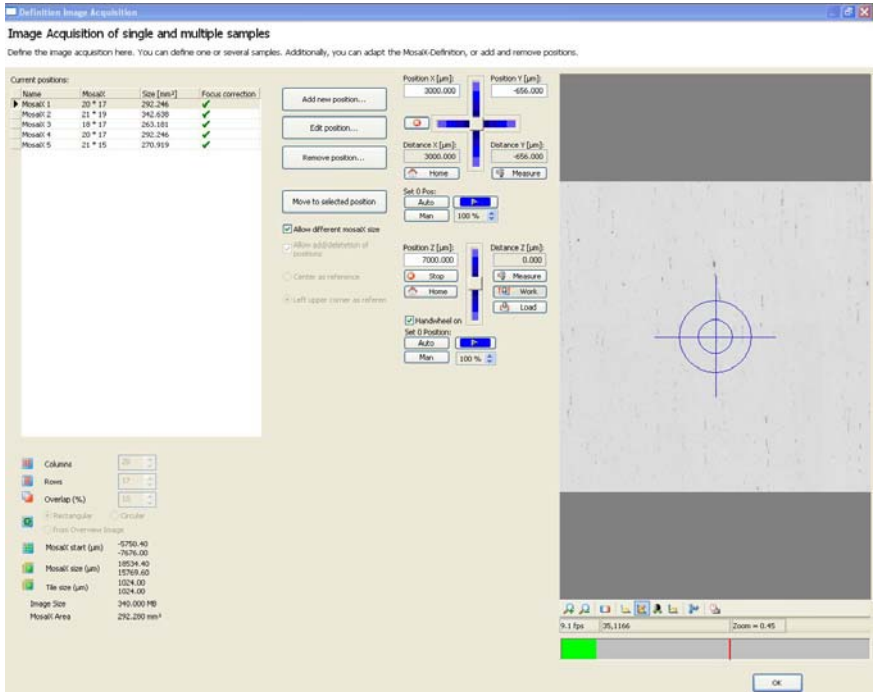 Definition Image Acquisition
Image Acquisition of single and multiple samples
Define the image acquisition here. You can define one or several samples. Additionally, you can adapt the MosaiX-Definition, or add and remove positions.
Current positions:
Name MosaiX Size [mm²] Focus correction
MosaiX 1 20 * 17 292.246
MosaiX 2 21 * 19 342.638
MosaiX 3 18 * 17 263.181
MosaiX 4 20 * 17 292.246
MosaiX 5 21 * 15 270.919
Columns 20
Rows 17
Overlap (%) 10
Rectangular Circular
From Overview Image
MosaiX start (µm) -5750.40
-7676.00
MosaiX size (µm) 18534.40
15769.60
Tile size (µm) 1024.00
1024.00
Image Size 340.000 MB
MosaiX Area 292.280 mm²
Add new position...
Edit position...
Remove position...
Move to selected position
Allow different mosaiX size
Allow add/deletetion of
positions
Center as reference
Left upper corner as referen
Position X [µm]: Position Y [µm]:
3000.000 -656.000
Distance X [µm]: Distance Y [µm]:
3000.000 -656.000
Home Measure
Set 0 Pos:
Auto
Man 100 %
Position Z [µm]: Distance Z [µm]:
7000.000 0.000
Stop Measure
Home Work
Load
Handwheel on
Set 0 Position:
Auto
Man 100 %
9.1 fps 35,1166 Zoom = 0.45
OK